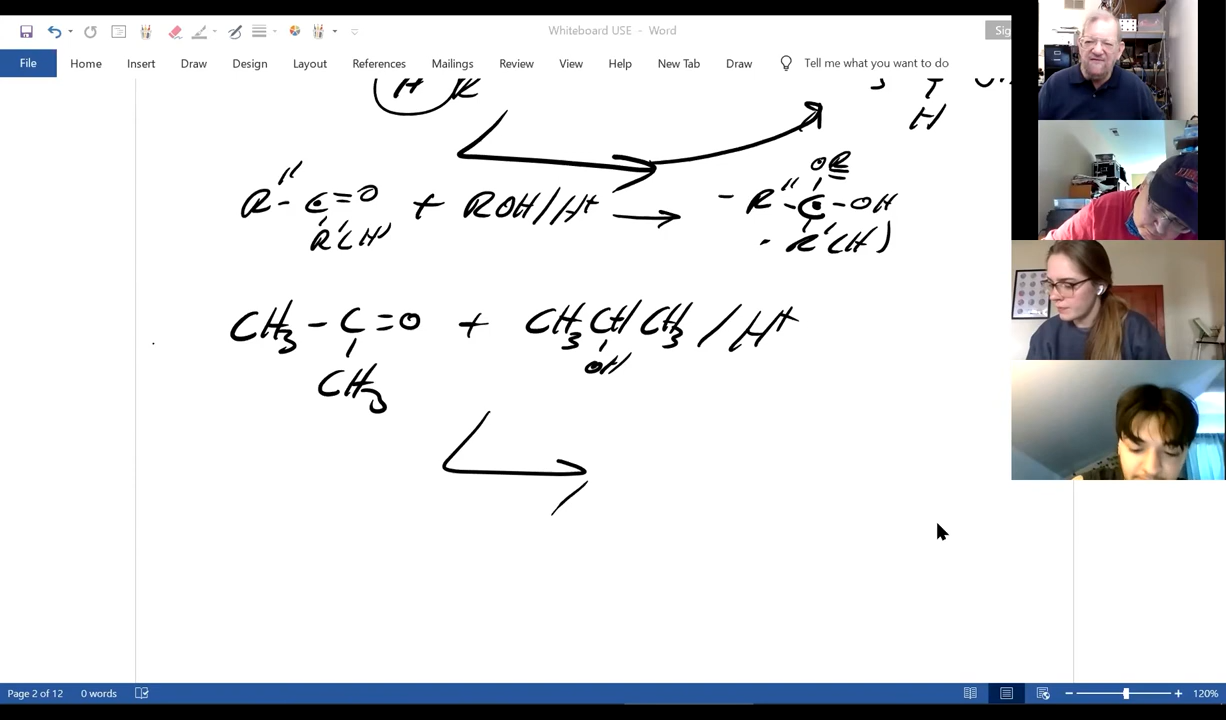 Whiteboard USE - Word
Sig
File Home Insert Draw Design Layout References Mailings Review View Help New Tab Draw Tell me what you want to do
H R
H
OR
R" - C = O + ROH/H+ → - R" - C - OH
R'(H) - R'(H)
CH3 - C = O + CH3CHCH3 / H+
OH
CH3
Page 2 of 12 0 words 120%